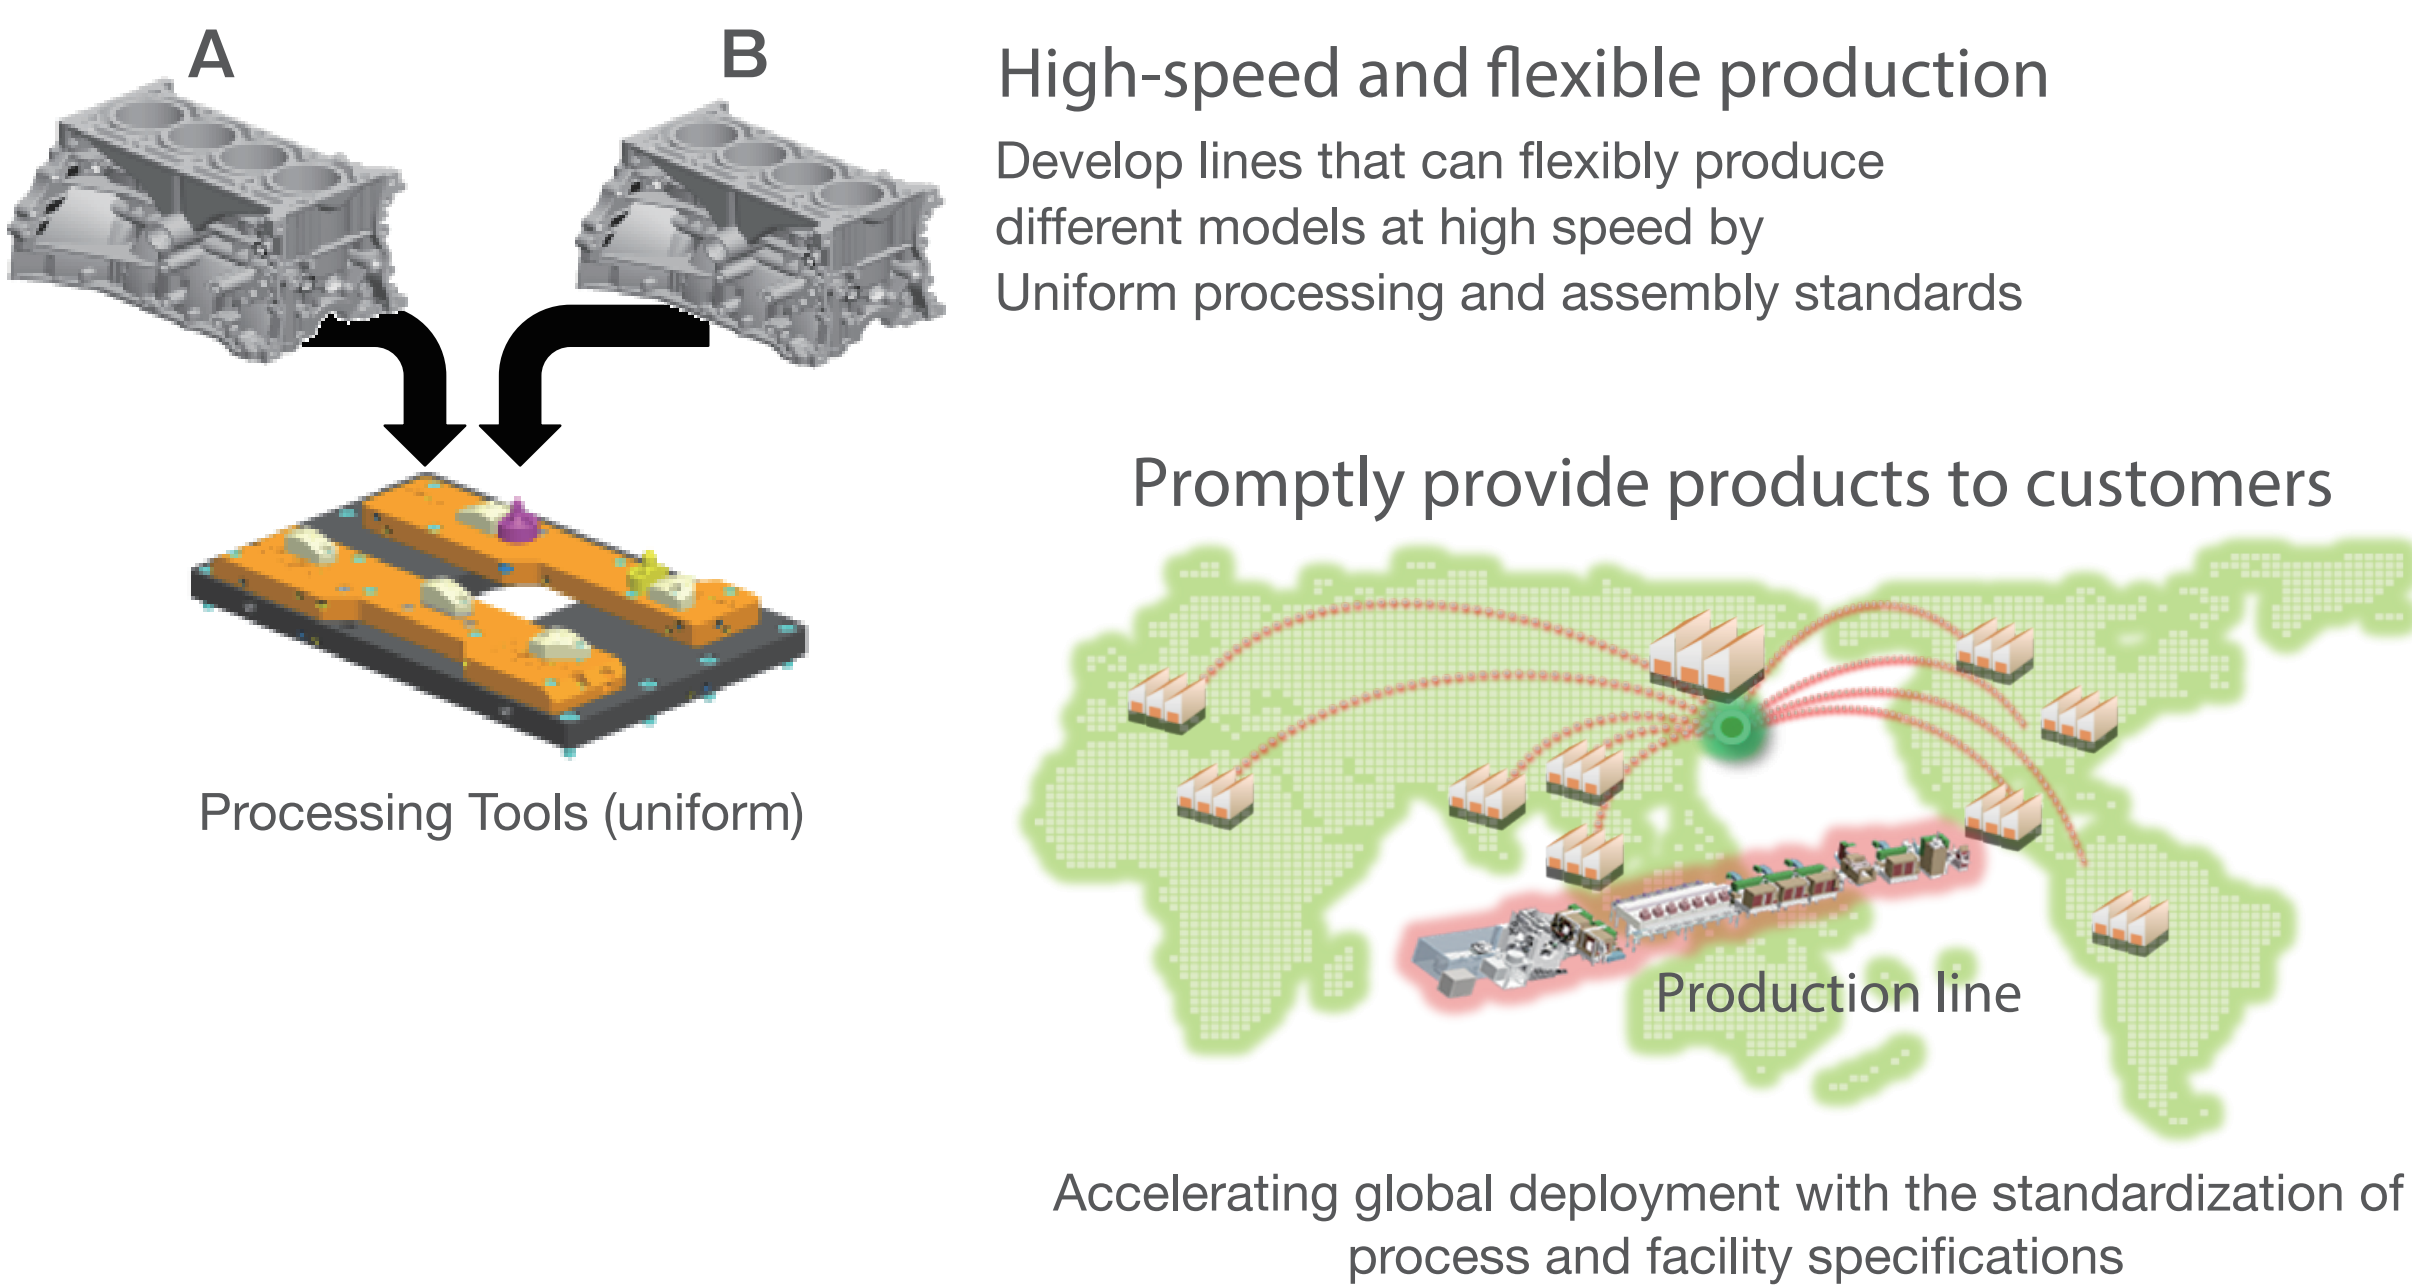 A
B
High-speed and flexible production
Develop lines that can flexibly produce
different models at high speed by
Uniform processing and assembly standards
Processing Tools (uniform)
Promptly provide products to customers
Production line
Accelerating global deployment with the standardization of
process and facility specifications